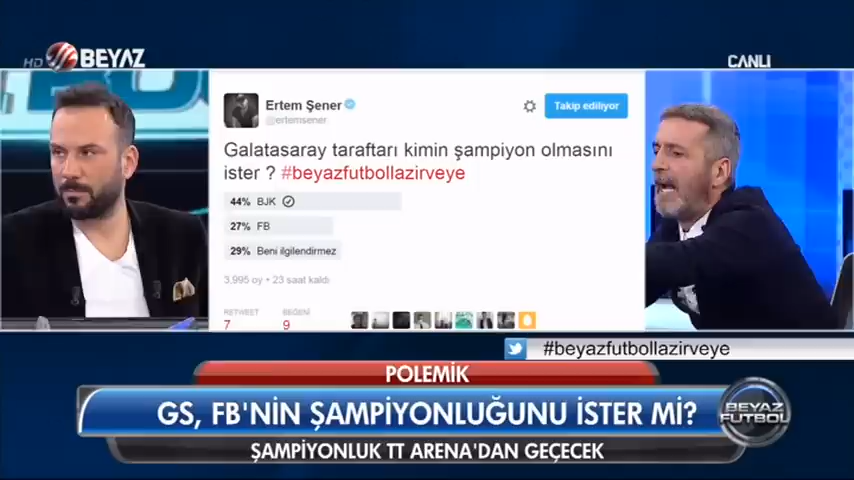 HD BEYAZ
CANLI
Ertem Şener
@ertemsener
Takip ediliyor
Galatasaray taraftarı kimin şampiyon olmasını
ister ? #beyazfutbollazirveye
44% BJK
27% FB
29% Beni ilgilendirmez
3,995 oy • 23 saat kaldı
RETWEET
BEĞENİ
7
9
#beyazfutbollazirveye
POLEMİK
GS, FB'NİN ŞAMPİYONLUĞUNU İSTER Mİ?
BEYAZ
FUTBOL
ŞAMPİYONLUK TT ARENA'DAN GEÇECEK